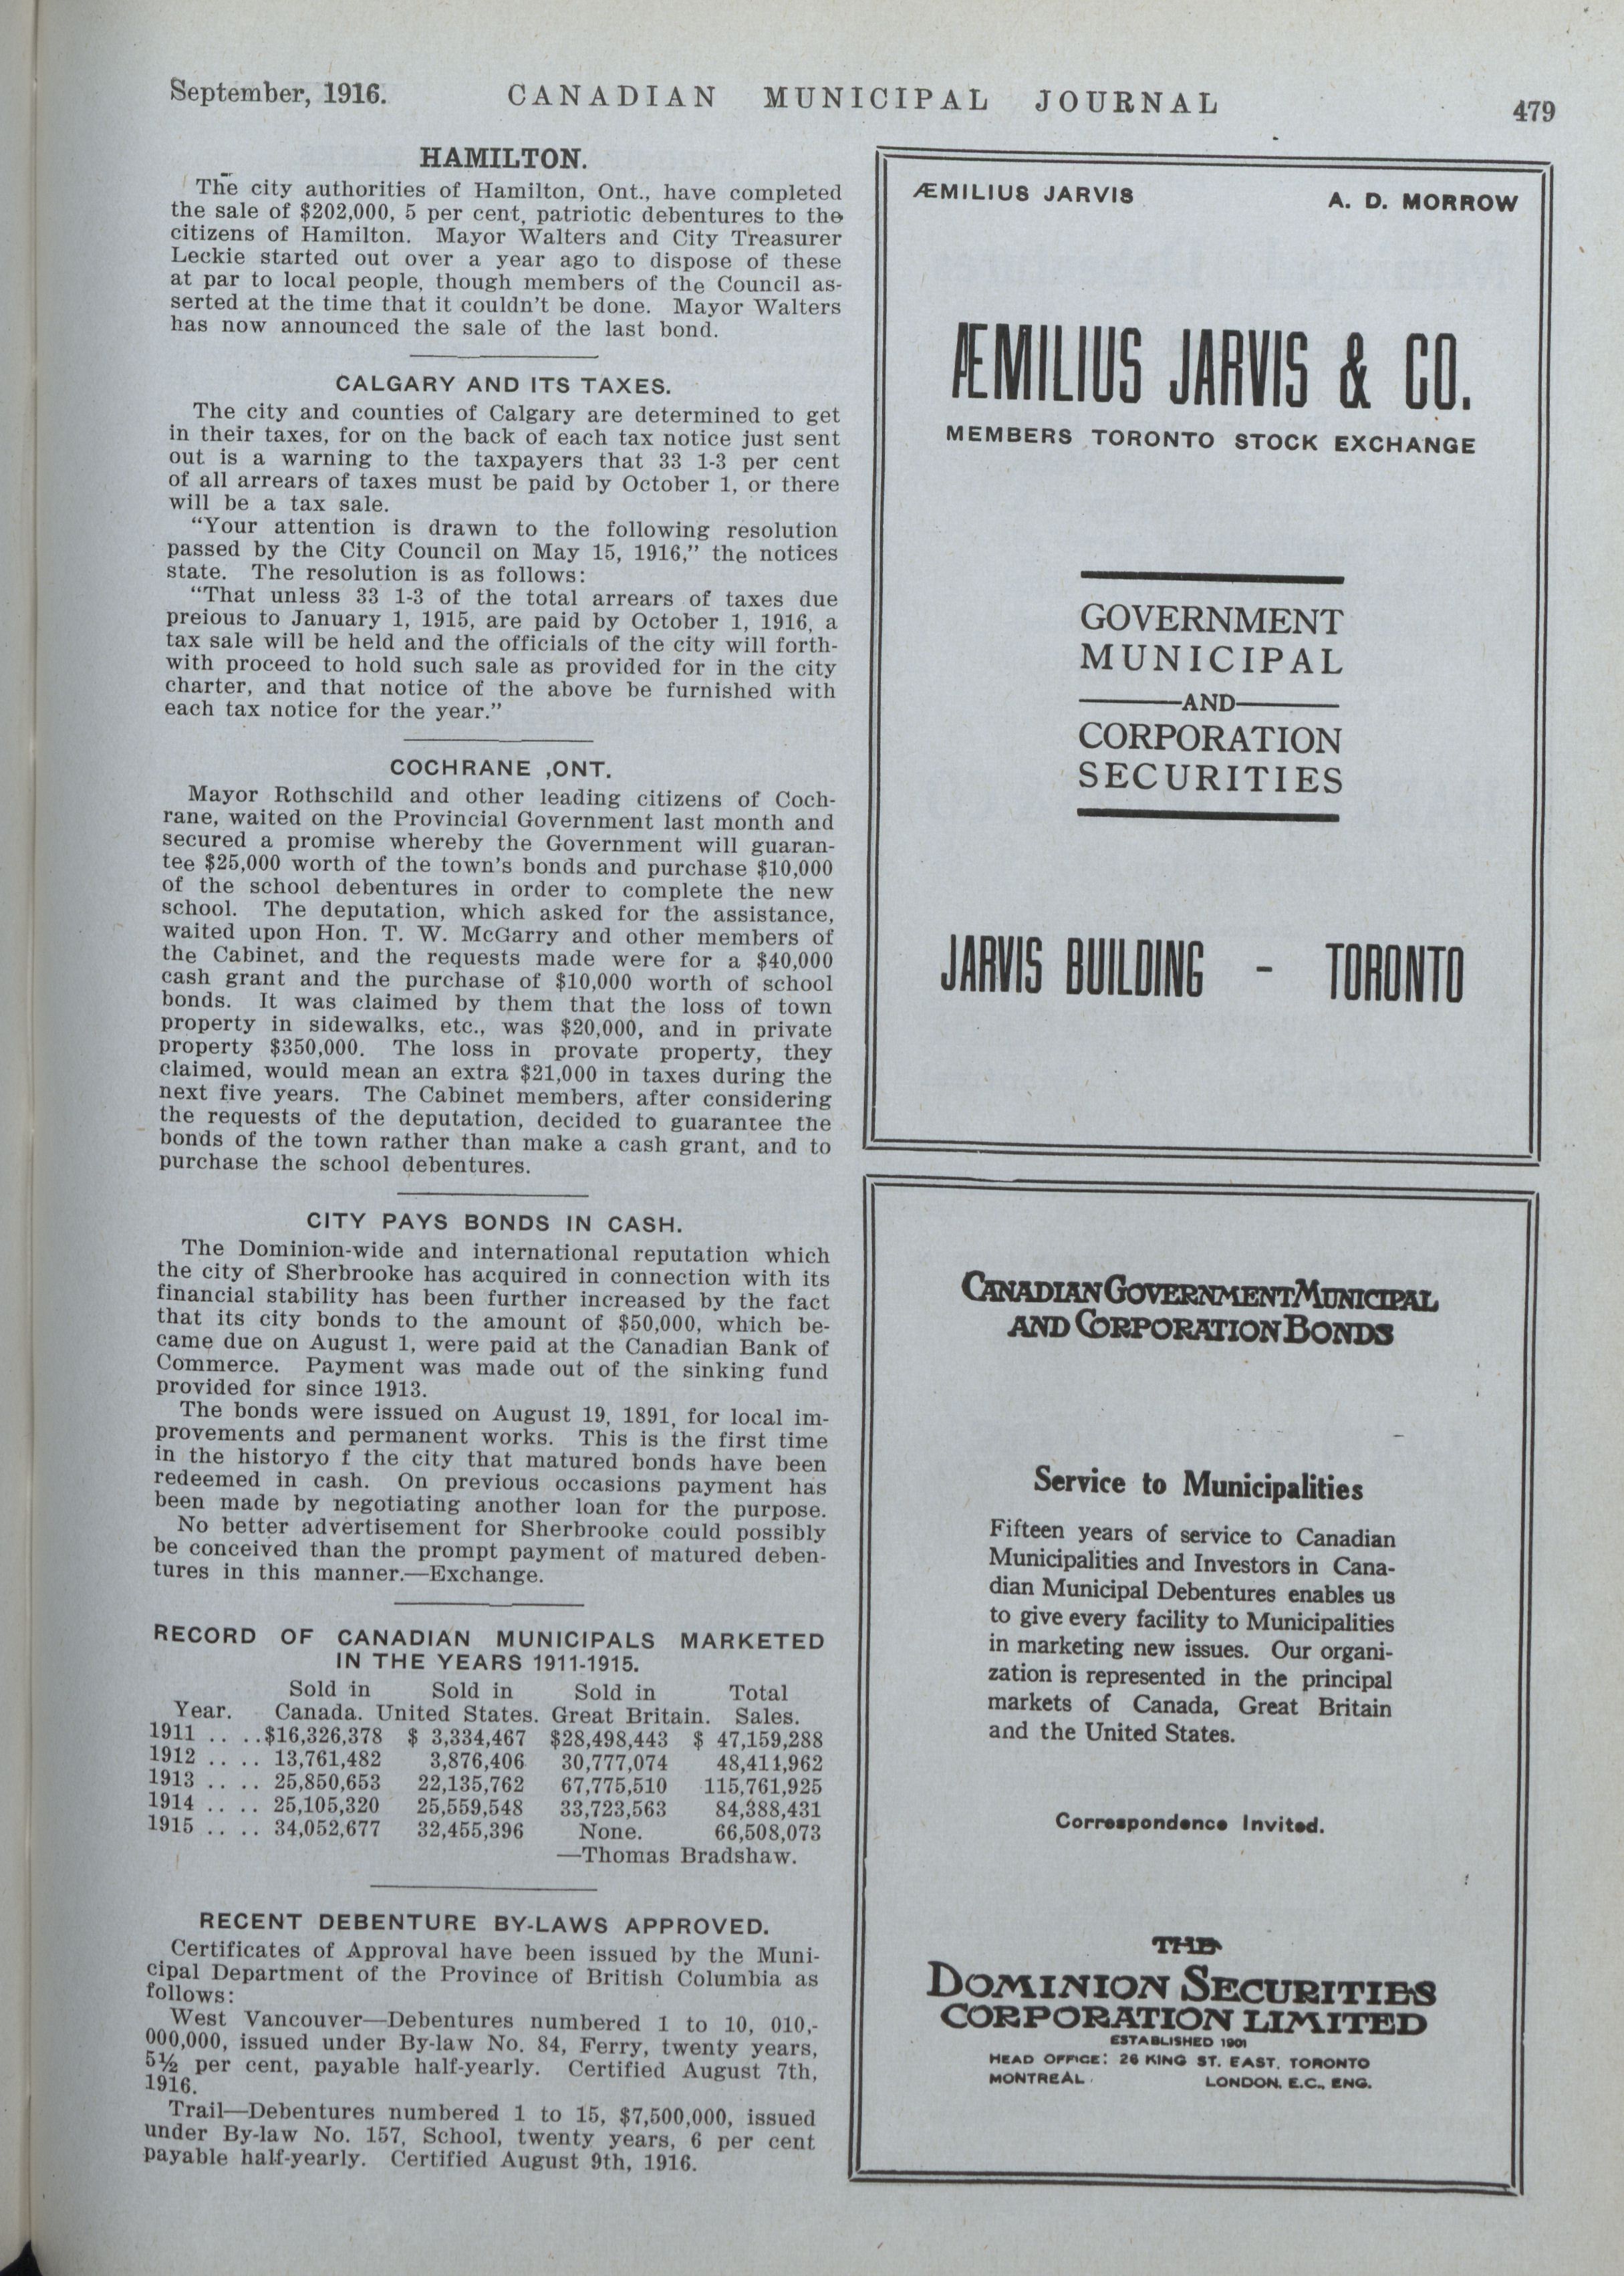 September, 1916. CANADIAN MUNICIPAL JOURNAL 479
HAMILTON.
The city authorities of Hamilton, Ont., have completed
the sale of $202,000, 5 per cent, patriotic debentures to the
citizens of Hamilton. Mayor Walters and City Treasurer
Leckie started out over a year ago to dispose of these
at par to local people, though members of the Council as-
serted at the time that it couldn't be done. Mayor Walters
has now announced the sale of the last bond.
CALGARY AND ITS TAXES.
The city and counties of Calgary are determined to get
in their taxes, for on the back of each tax notice just sent
out is a warning to the taxpayers that 33 1-3 per cent
of all arrears of taxes must be paid by October 1, or there
will be a tax sale.
"Your attention is drawn to the following resolution
passed by the City Council on May 15, 1916," the notices
state. The resolution is as follows:
"That unless 33 1-3 of the total arrears of taxes due
preious to January 1, 1915, are paid by October 1, 1916, a
tax sale will be held and the officials of the city will forth-
with proceed to hold such sale as provided for in the city
charter, and that notice of the above be furnished with
each tax notice for the year."
COCHRANE ,ONT.
Mayor Rothschild and other leading citizens of Coch-
rane, waited on the Provincial Government last month and
secured a promise whereby the Government will guaran-
tee $25,000 worth of the town's bonds and purchase $10,000
of the school debentures in order to complete the new
school. The deputation, which asked for the assistance,
waited upon Hon. T. W. McGarry and other members of
the Cabinet, and the requests made were for a $40,000
cash grant and the purchase of $10,000 worth of school
bonds. It was claimed by them that the loss of town
property in sidewalks, etc., was $20,000, and in private
property $350,000. The loss in provate property, they
claimed, would mean an extra $21,000 in taxes during the
next five years. The Cabinet members, after considering
the requests of the deputation, decided to guarantee the
bonds of the town rather than make a cash grant, and to
purchase the school debentures.
CITY PAYS BONDS IN CASH.
The Dominion-wide and international reputation which
the city of Sherbrooke has acquired in connection with its
financial stability has been further increased by the fact
that its city bonds to the amount of $50,000, which be-
came due on August 1, were paid at the Canadian Bank of
Commerce. Payment was made out of the sinking fund
provided for since 1913.
The bonds were issued on August 19, 1891, for local im-
provements and permanent works. This is the first time
in the historyo f the city that matured bonds have been
redeemed in cash. On previous occasions payment has
been made by negotiating another loan for the purpose.
No better advertisement for Sherbrooke could possibly
be conceived than the prompt payment of matured deben-
tures in this manner.—Exchange.
RECORD OF CANADIAN MUNICIPALS MARKETED
IN THE YEARS 1911-1915.
Sold in Sold in Sold in Total
Year. Canada. United States. Great Britain. Sales.
1911 .. ..$16,326,378 $ 3,334,467 $28,498,443 $ 47,159,288
1912 .. .. 13,761,482 3,876,406 30,777,074 48,411,962
1913 .. .. 25,850,653 22,135,762 67,775,510 115,761,925
1914 .. .. 25,105,320 25,559,548 33,723,563 84,388,431
1915 .. .. 34,052,677 32,455,396 None. 66,508,073
—Thomas Bradshaw.
RECENT DEBENTURE BY-LAWS APPROVED.
Certificates of Approval have been issued by the Muni-
cipal Department of the Province of British Columbia as
follows:
West Vancouver—Debentures numbered 1 to 10, 010,-
000,000, issued under By-law No. 84, Ferry, twenty years,
5½ per cent, payable half-yearly. Certified August 7th,
1916.
Trail—Debentures numbered 1 to 15, $7,500,000, issued
under By-law No. 157, School, twenty years, 6 per cent
payable half-yearly. Certified August 9th, 1916.
ÆMILIUS JARVIS A. D. MORROW
ÆMILIUS JARVIS & CO.
MEMBERS TORONTO STOCK EXCHANGE
GOVERNMENT
MUNICIPAL
—AND—
CORPORATION
SECURITIES
JARVIS BUILDING - TORONTO
CANADIAN GOVERNMENT MUNICIPAL
AND CORPORATION BONDS
Service to Municipalities
Fifteen years of service to Canadian
Municipalities and Investors in Cana-
dian Municipal Debentures enables us
to give every facility to Municipalities
in marketing new issues. Our organi-
zation is represented in the principal
markets of Canada, Great Britain
and the United States.
Correspondence Invited.
THE
DOMINION SECURITIES
CORPORATION LIMITED
ESTABLISHED 1901
HEAD OFFICE: 26 KING ST. EAST, TORONTO
MONTREAL. LONDON, E.C., ENG.